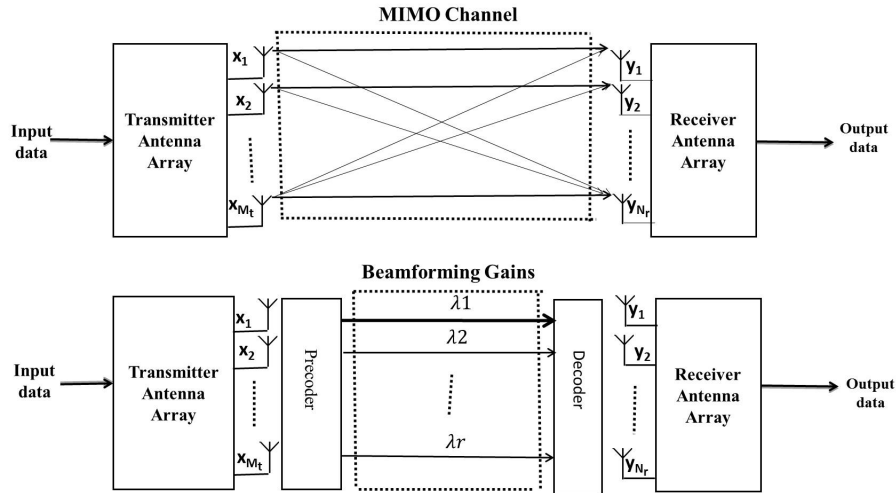 MIMO Channel
x1
x2
xMt
Input
data
Transmitter
Antenna
Array
y1
y2
yNr
Receiver
Antenna
Array
Output
data
Beamforming Gains
x1
x2
xMt
Input
data
Transmitter
Antenna
Array
Precoder
λ1
λ2
λr
Decoder
y1
y2
yNr
Receiver
Antenna
Array
Output
data